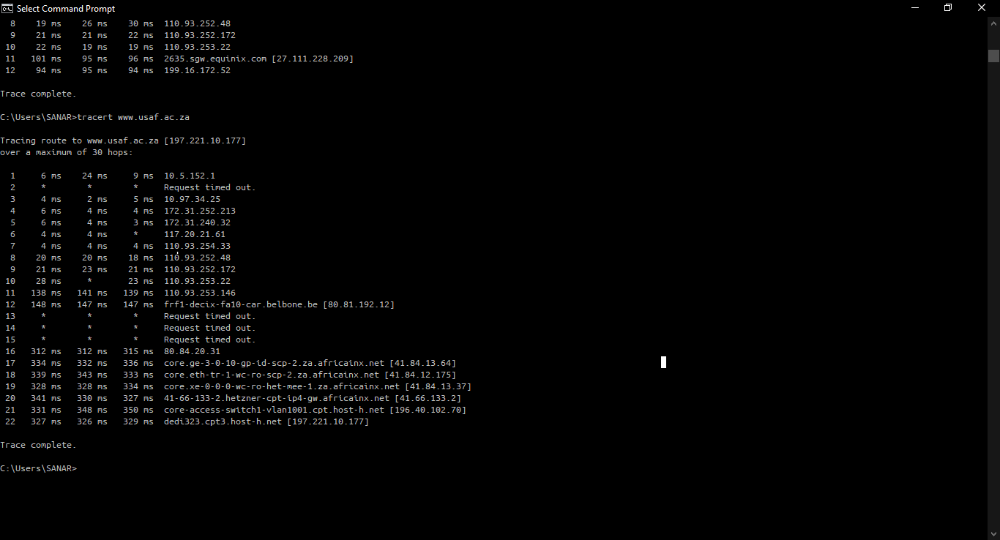 Select Command Prompt
  8    19 ms    26 ms    30 ms  110.93.252.48
  9    21 ms    21 ms    22 ms  110.93.252.172
 10    22 ms    19 ms    19 ms  110.93.253.22
 11   101 ms    95 ms    96 ms  2635.sgw.equinix.com [27.111.228.209]
 12    94 ms    95 ms    94 ms  199.16.172.52
Trace complete.
C:\Users\SANAR>tracert www.usaf.ac.za
Tracing route to www.usaf.ac.za [197.221.10.177]
over a maximum of 30 hops:
  1     6 ms    24 ms     9 ms  10.5.152.1
  2     *        *        *     Request timed out.
  3     4 ms     2 ms     5 ms  10.97.34.25
  4     6 ms     4 ms     4 ms  172.31.252.213
  5     6 ms     4 ms     3 ms  172.31.240.32
  6     4 ms     4 ms     *     117.20.21.61
  7     4 ms     4 ms     4 ms  110.93.254.33
  8    20 ms    20 ms    18 ms  110.93.252.48
  9    21 ms    23 ms    21 ms  110.93.252.172
 10    28 ms     *       23 ms  110.93.253.22
 11   138 ms   141 ms   139 ms  110.93.253.146
 12   148 ms   147 ms   147 ms  frf1-decix-fa10-car.belbone.be [80.81.192.12]
 13     *        *        *     Request timed out.
 14     *        *        *     Request timed out.
 15     *        *        *     Request timed out.
 16   312 ms   312 ms   315 ms  80.84.20.31
 17   334 ms   332 ms   336 ms  core.ge-3-0-10-gp-id-scp-2.za.africainx.net [41.84.13.64]
 18   339 ms   343 ms   333 ms  core.eth-tr-1-wc-ro-scp-2.za.africainx.net [41.84.12.175]
 19   328 ms   328 ms   334 ms  core.xe-0-0-0-wc-ro-het-mee-1.za.africainx.net [41.84.13.37]
 20   341 ms   330 ms   327 ms  41-66-133-2.hetzner-cpt-ip4-gw.africainx.net [41.66.133.2]
 21   331 ms   348 ms   350 ms  core-access-switch1-vlan1001.cpt.host-h.net [196.40.102.70]
 22   327 ms   326 ms   329 ms  dedi323.cpt3.host-h.net [197.221.10.177]
Trace complete.
C:\Users\SANAR>